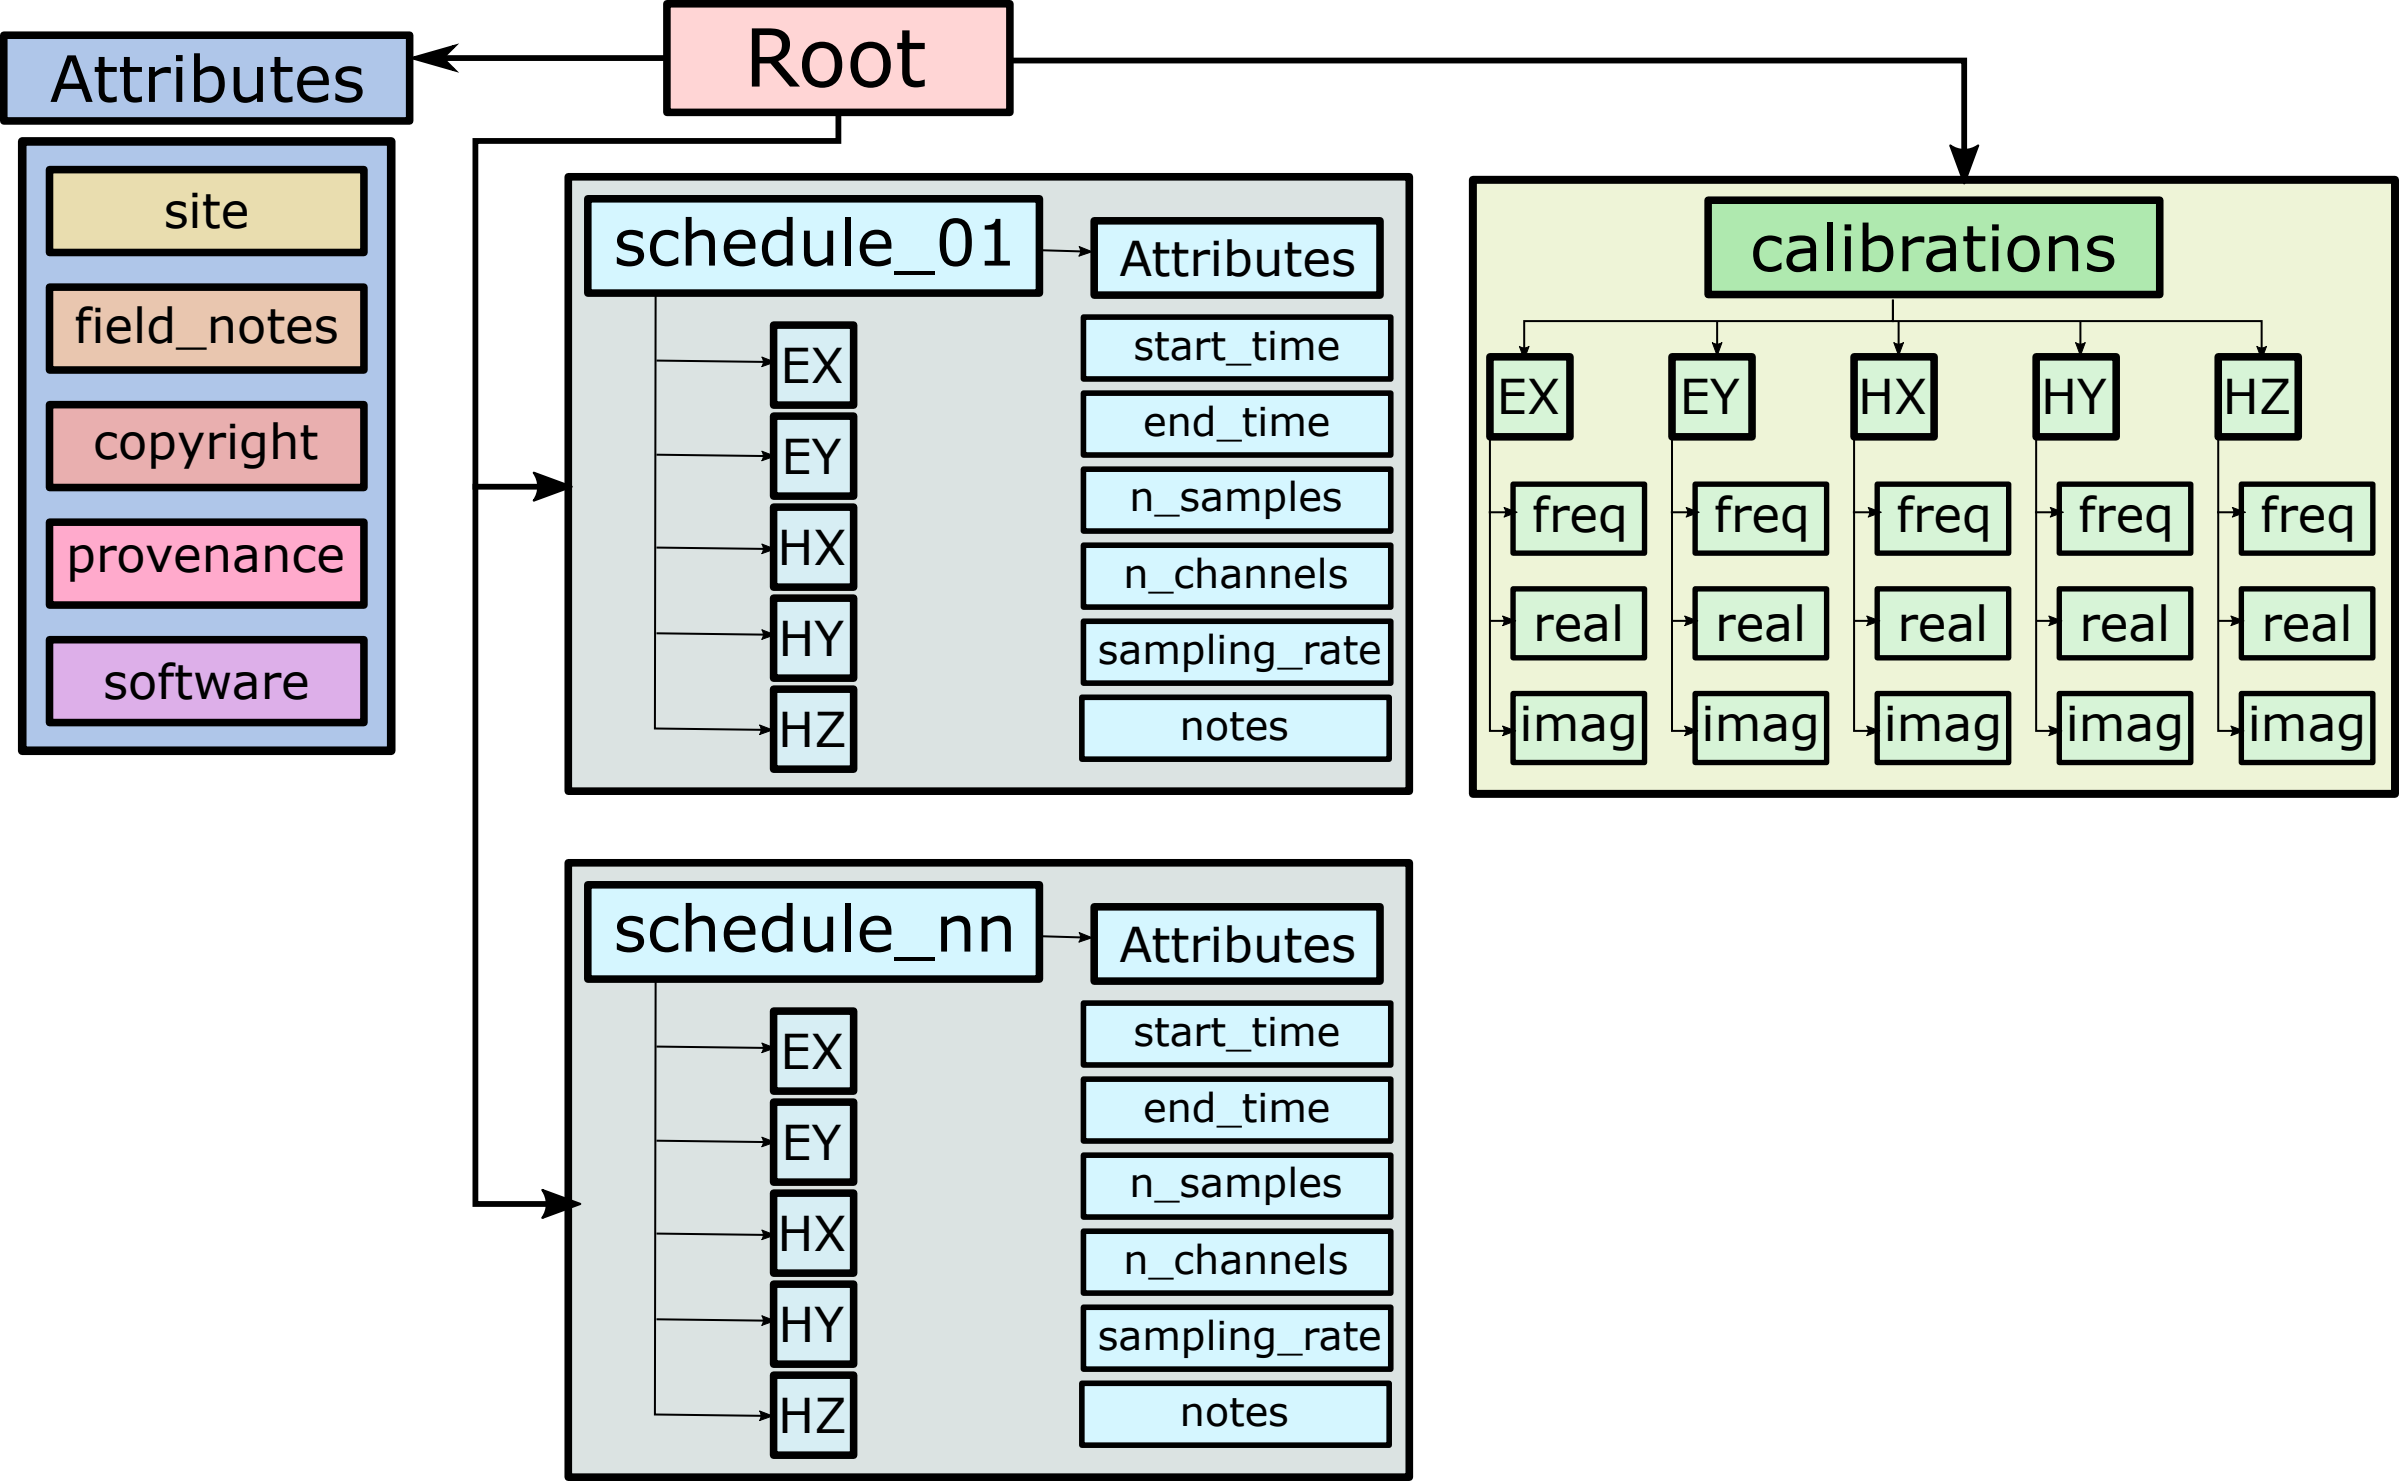 Root
Attributes
site
field_notes
copyright
provenance
software
schedule_01
Attributes
EX
EY
HX
HY
HZ
start_time
end_time
n_samples
n_channels
sampling_rate
notes
calibrations
EX EY HX HY HZ
freq freq freq freq freq
real real real real real
imag imag imag imag imag
schedule_nn
Attributes
EX
EY
HX
HY
HZ
start_time
end_time
n_samples
n_channels
sampling_rate
notes